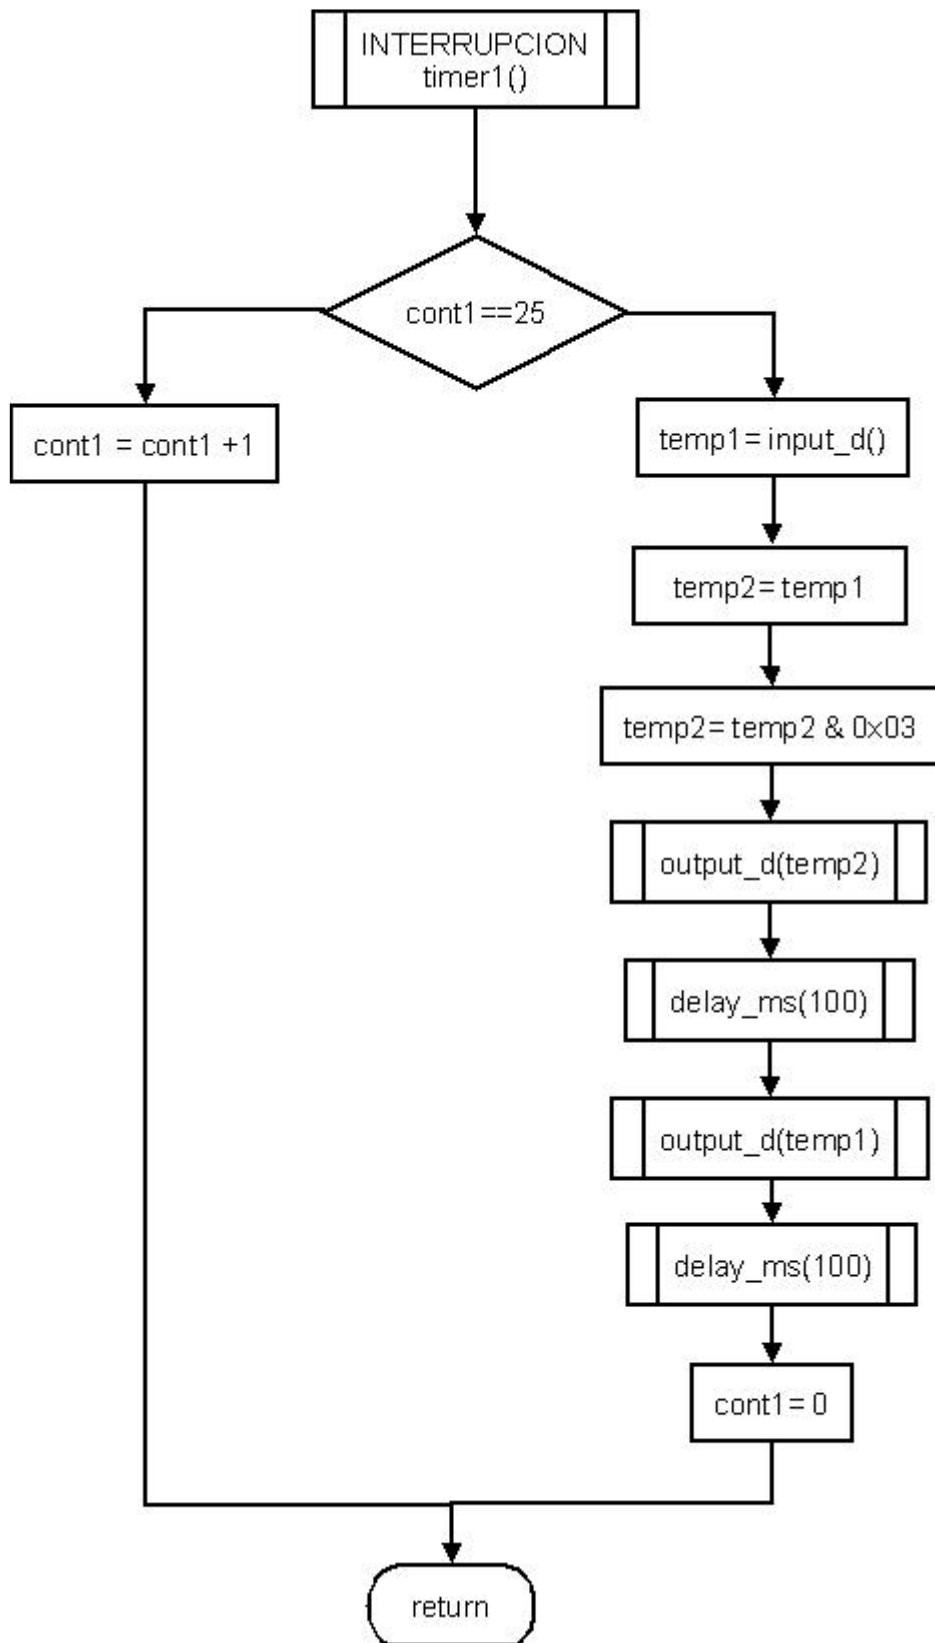 INTERRUPCION
timer1()
cont1==25
cont1 = cont1 +1
temp1=input_d()
temp2=temp1
temp2=temp2 & 0x03
output_d(temp2)
delay_ms(100)
output_d(temp1)
delay_ms(100)
cont1=0
return